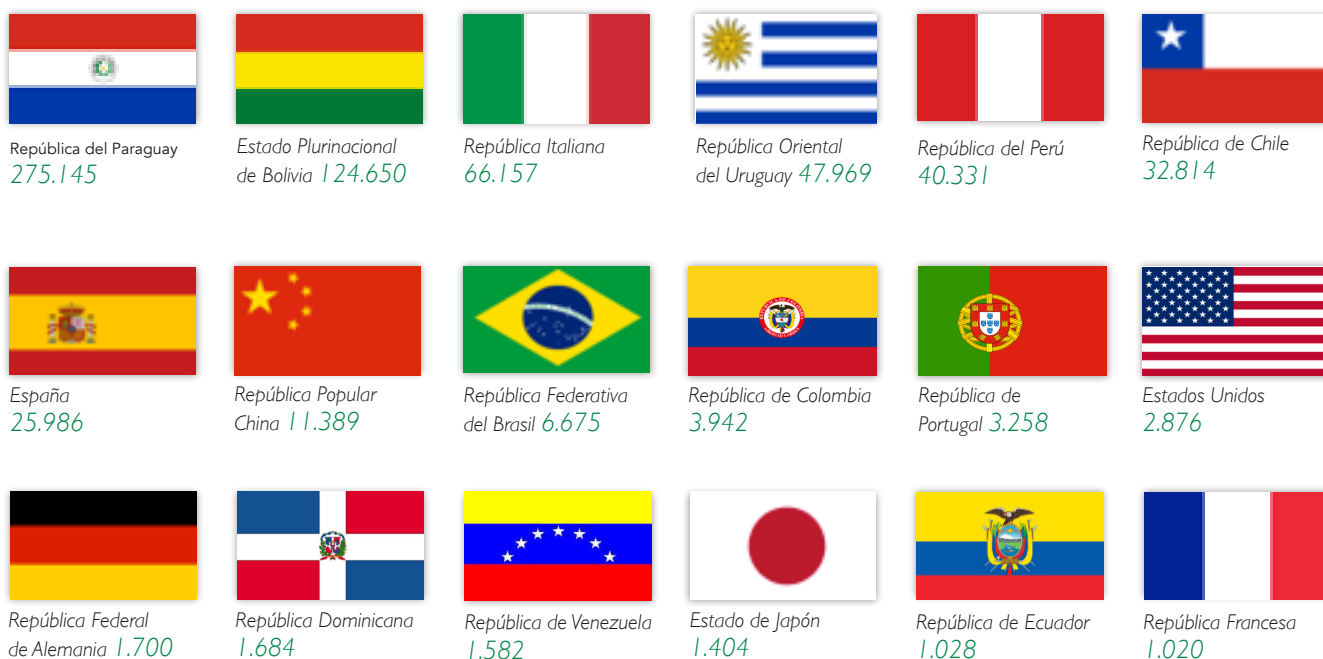 República del Paraguay
275.145
Estado Plurinacional
de Bolivia 124.650
República Italiana
66.157
República Oriental
del Uruguay 47.969
República del Perú
40.331
República de Chile
32.814
España
25.986
República Popular
China 11.389
República Federativa
del Brasil 6.675
República de Colombia
3.942
República de
Portugal 3.258
Estados Unidos
2.876
República Federal
de Alemania 1.700
República Dominicana
1.684
República de Venezuela
1.582
Estado de Japón
1.404
República de Ecuador
1.028
República Francesa
1.020